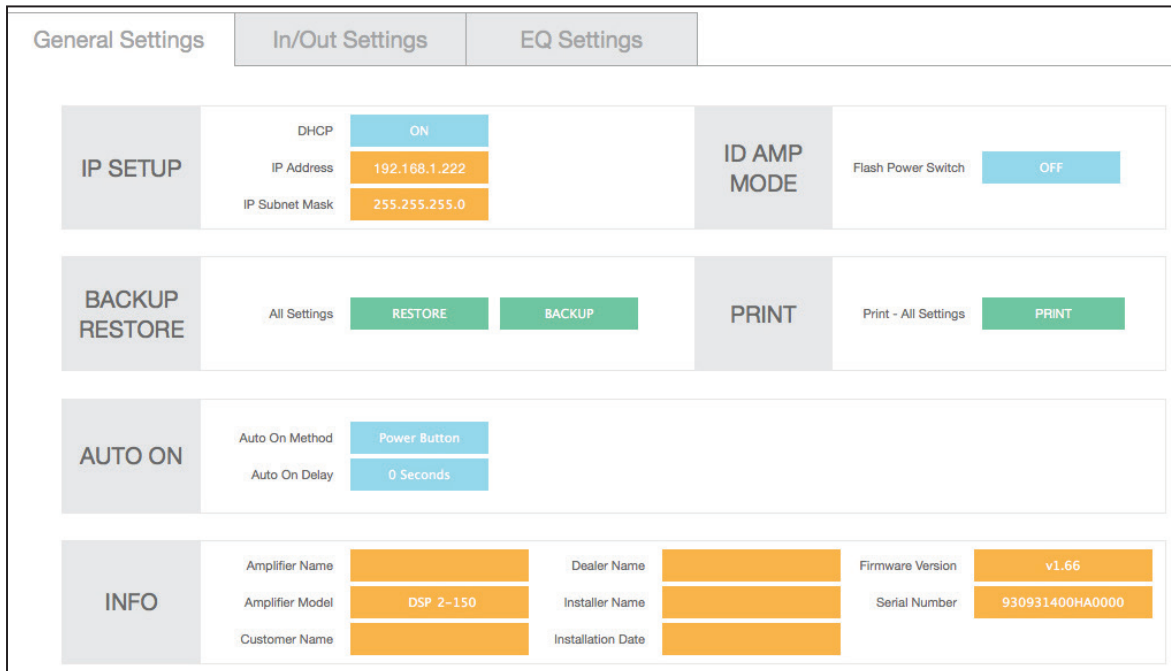 General Settings
In/Out Settings
EQ Settings
IP SETUP
DHCP
ON
IP Address
192.168.1.222
IP Subnet Mask
255.255.255.0
ID AMP
MODE
Flash Power Switch
OFF
BACKUP
RESTORE
All Settings
RESTORE
BACKUP
PRINT
Print - All Settings
PRINT
AUTO ON
Auto On Method
Power Button
Auto On Delay
0 Seconds
INFO
Amplifier Name
Dealer Name
Firmware Version
v1.66
Amplifier Model
DSP 2-150
Installer Name
Serial Number
930931400HA0000
Customer Name
Installation Date